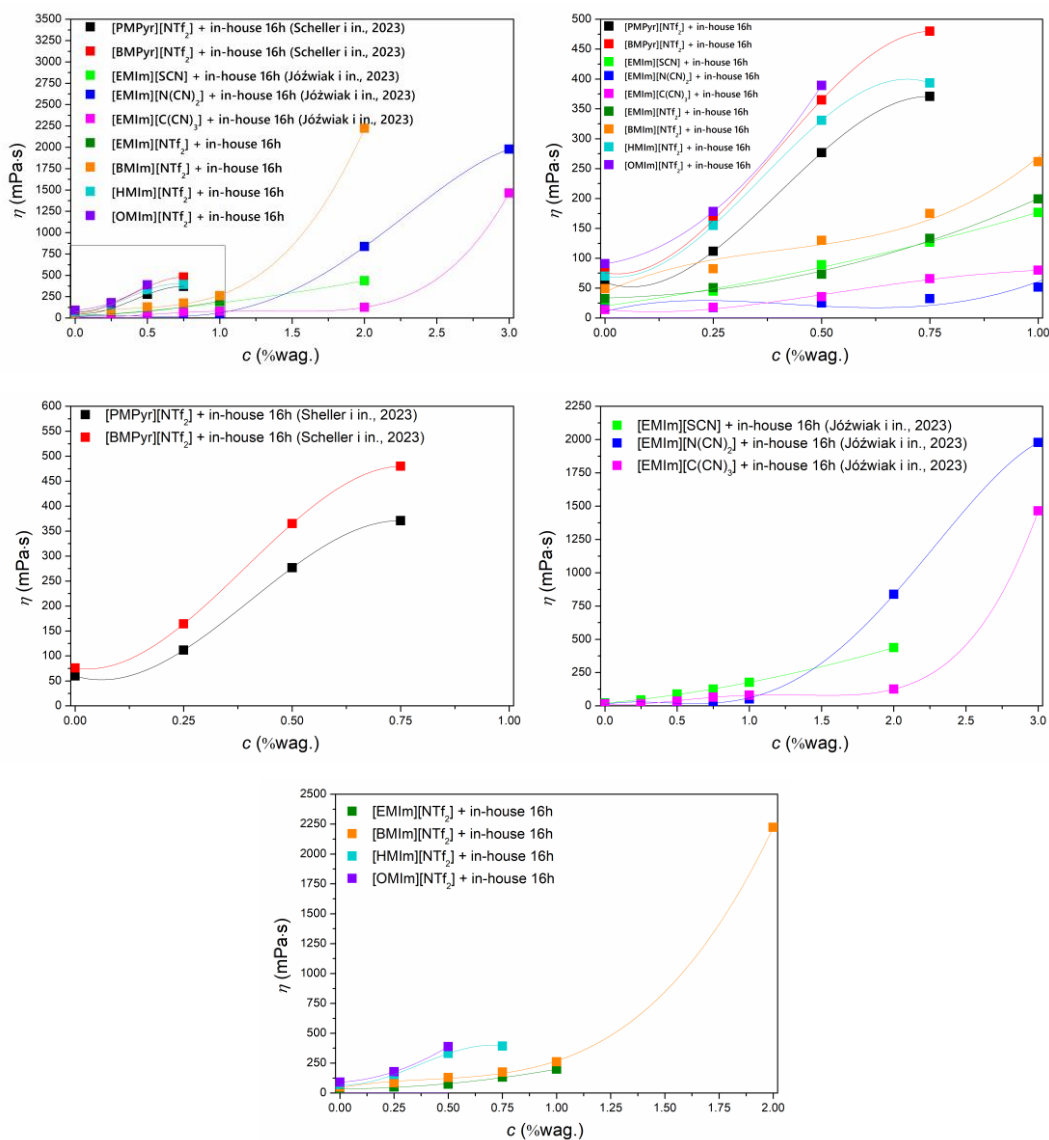 3500
3250
3000
2750
2500
2250
2000
1750
1500
1250
1000
750
500
250
0
η (mPa·s)
[PMPyr][NTf₂] + in-house 16h (Scheller i in., 2023)
[BMPyr][NTf₂] + in-house 16h (Scheller i in., 2023)
[EMIm][SCN] + in-house 16h (Jóźwiak i in., 2023)
[EMIm][N(CN)₂] + in-house 16h (Jóźwiak i in., 2023)
[EMIm][C(CN)₃] + in-house 16h (Jóźwiak i in., 2023)
[EMIm][NTf₂] + in-house 16h
[BMIm][NTf₂] + in-house 16h
[HMIm][NTf₂] + in-house 16h
[OMIm][NTf₂] + in-house 16h
0.0 0.5 1.0 1.5 2.0 2.5 3.0
c (%wag.)
500
450
400
350
300
250
200
150
100
50
0
η (mPa·s)
[PMPyr][NTf₂] + in-house 16h
[BMPyr][NTf₂] + in-house 16h
[EMIm][SCN] + in-house 16h
[EMIm][N(CN)₂] + in-house 16h
[EMIm][C(CN)₃] + in-house 16h
[EMIm][NTf₂] + in-house 16h
[BMIm][NTf₂] + in-house 16h
[HMIm][NTf₂] + in-house 16h
[OMIm][NTf₂] + in-house 16h
0.00 0.25 0.50 0.75 1.00
c (%wag.)
600
550
500
450
400
350
300
250
200
150
100
50
0
η (mPa·s)
[PMPyr][NTf₂] + in-house 16h (Sheller i in., 2023)
[BMPyr][NTf₂] + in-house 16h (Scheller i in., 2023)
0.00 0.25 0.50 0.75 1.00
c (%wag.)
2250
2000
1750
1500
1250
1000
750
500
250
0
η (mPa·s)
[EMIm][SCN] + in-house 16h (Jóźwiak i in., 2023)
[EMIm][N(CN)₂] + in-house 16h (Jóźwiak i in., 2023)
[EMIm][C(CN)₃] + in-house 16h (Jóźwiak i in., 2023)
0.0 0.5 1.0 1.5 2.0 2.5 3.0
c (%wag.)
2500
2250
2000
1750
1500
1250
1000
750
500
250
0
η (mPa·s)
[EMIm][NTf₂] + in-house 16h
[BMIm][NTf₂] + in-house 16h
[HMIm][NTf₂] + in-house 16h
[OMIm][NTf₂] + in-house 16h
0.00 0.25 0.50 0.75 1.00 1.25 1.50 1.75 2.00
c (%wag.)